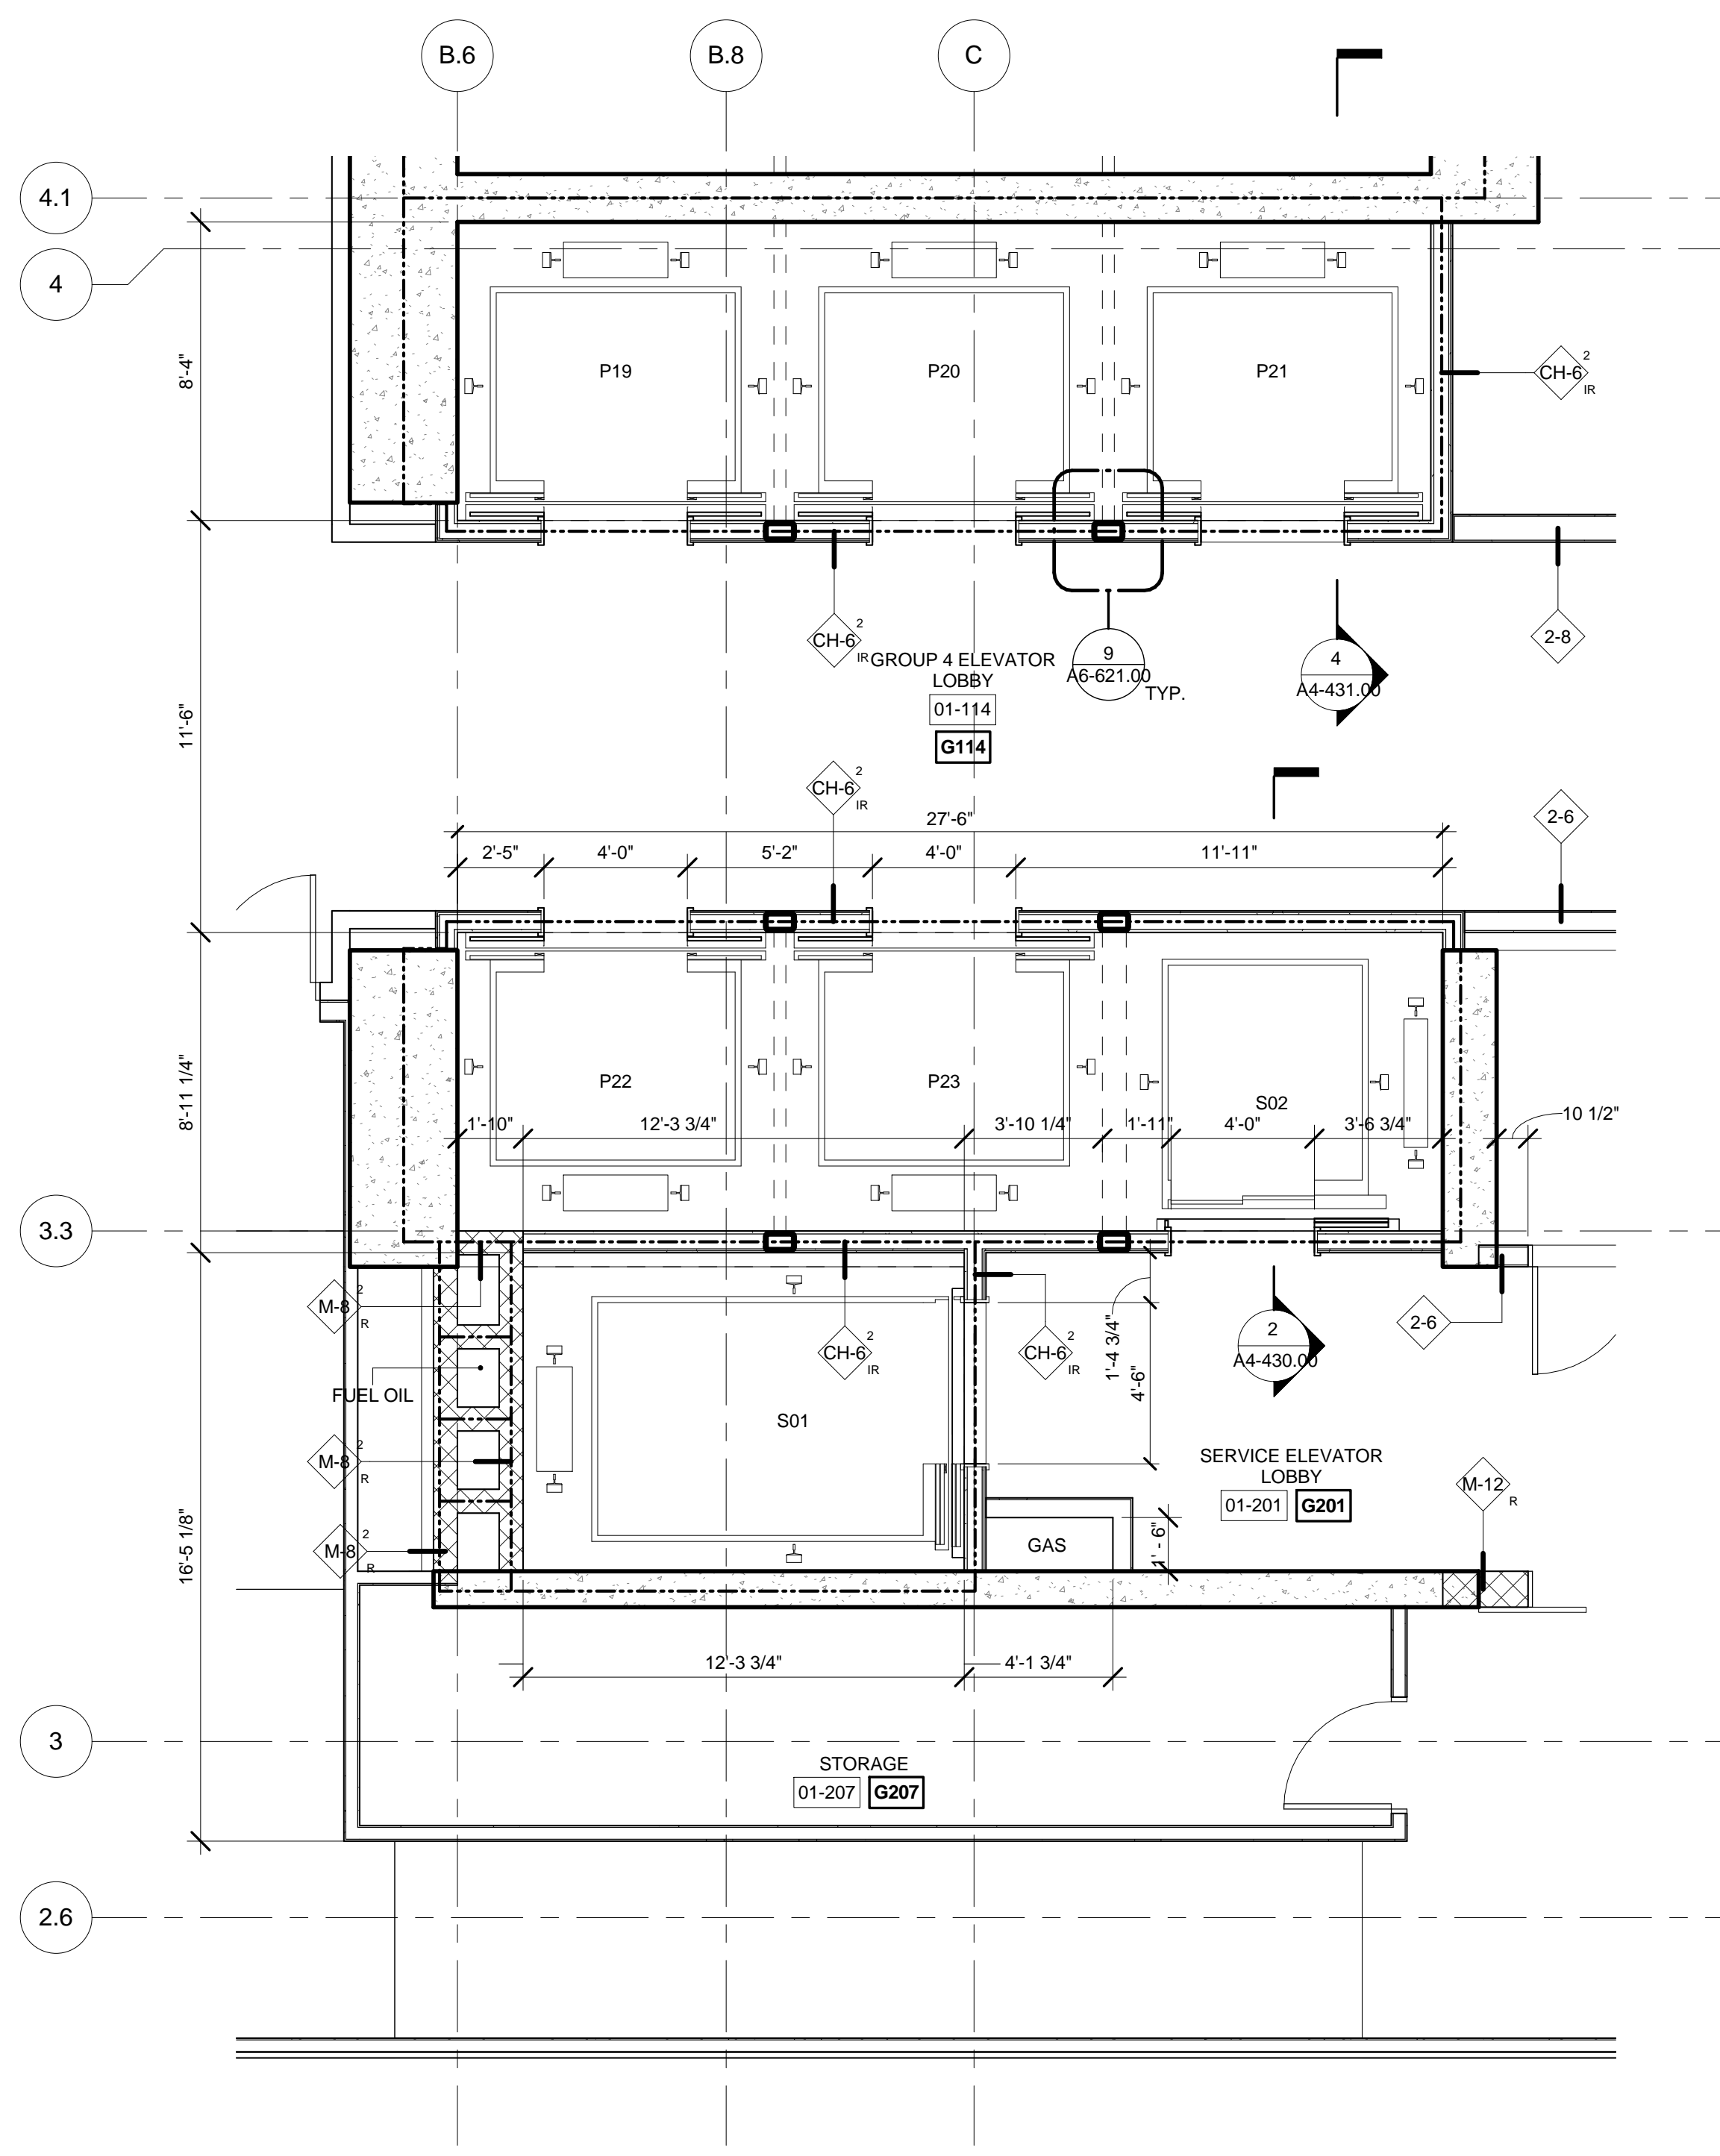 B.6
B.8
C
4.1
4
8'-4"
P19
P20
P21
CH-6
2
IR
CH-6
2
IR
GROUP 4 ELEVATOR
LOBBY
01-114
G114
9
A6-621.00
TYP.
4
A4-431.00
2-8
11'-6"
CH-6
2
IR
2-6
27'-6"
2'-5"
4'-0"
5'-2"
4'-0"
11'-11"
8'-11 1/4"
P22
P23
S02
1'-10"
12'-3 3/4"
3'-10 1/4"
1'-11"
4'-0"
3'-6 3/4"
10 1/2"
3.3
M-8
2
R
CH-6
2
IR
CH-6
2
IR
1'-4 3/4"
4'-6"
2
A4-430.00
2-6
FUEL OIL
S01
M-8
2
R
SERVICE ELEVATOR
LOBBY
01-201
G201
M-12
R
M-8
2
R
GAS
1' - 6"
16'-5 1/8"
12'-3 3/4"
4'-1 3/4"
3
STORAGE
01-207
G207
2.6